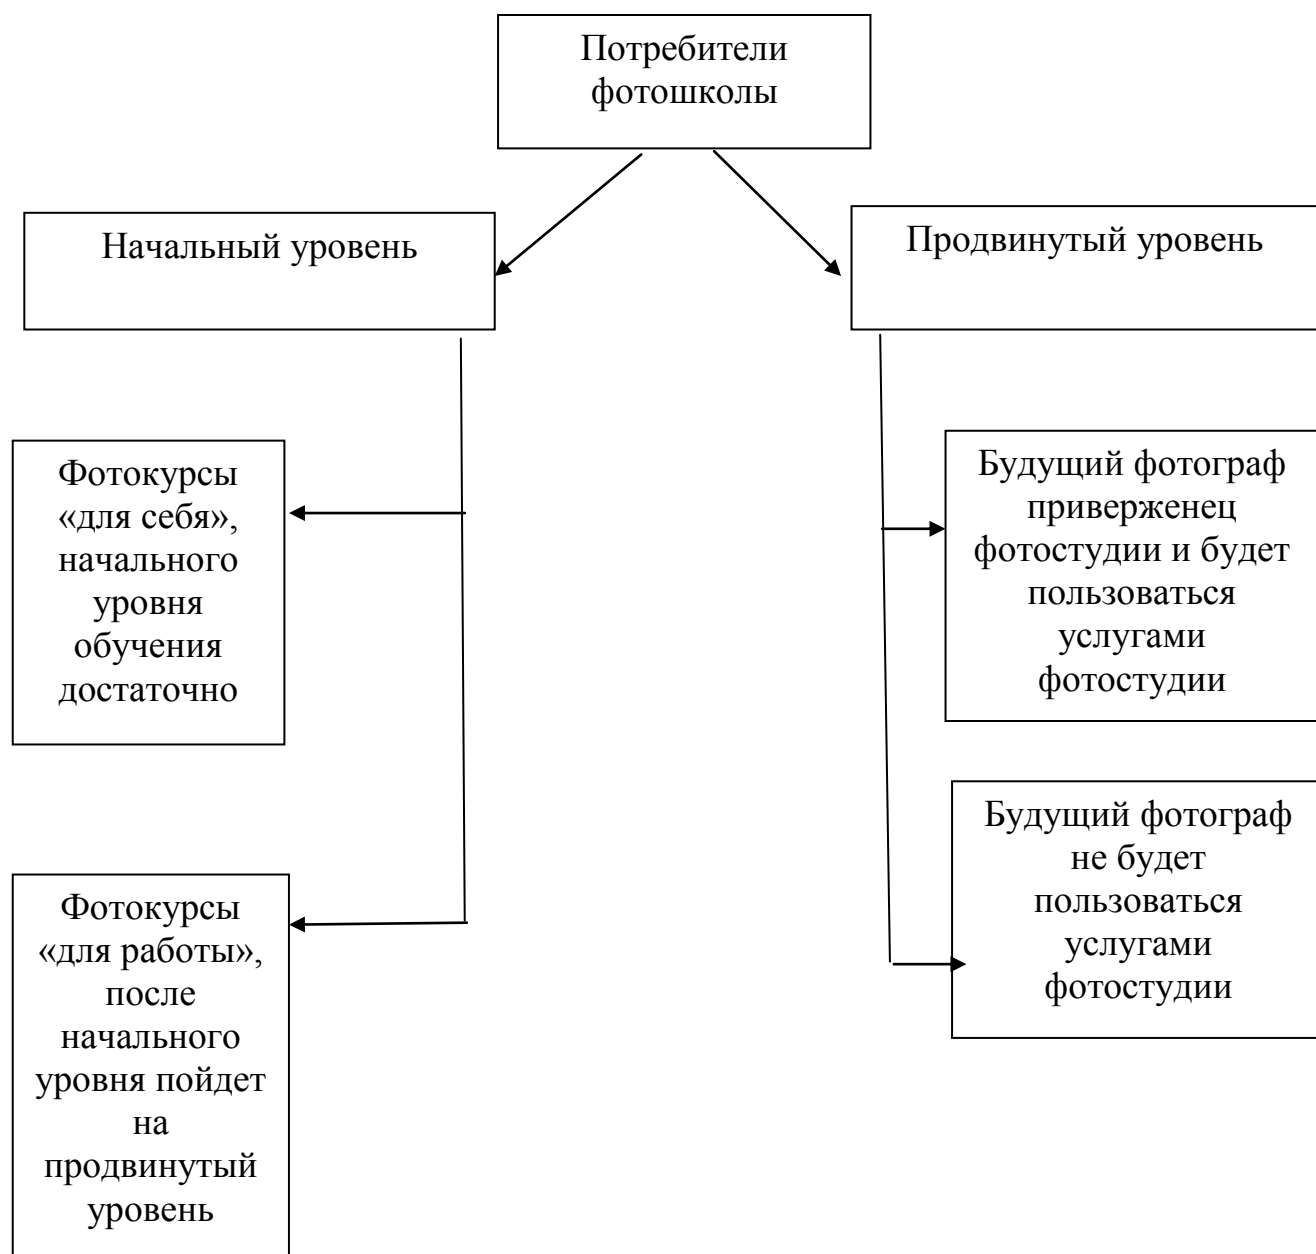 Потребители
фотошколы
Начальный уровень
Продвинутый уровень
Фотокурсы
«для себя»,
начального
уровня
обучения
достаточно
Будущий фотограф
приверженец
фотостудии и будет
пользоваться
услугами
фотостудии
Фотокурсы
«для работы»,
после
начального
уровня пойдет
на
продвинутый
уровень
Будущий фотограф
не будет
пользоваться
услугами
фотостудии